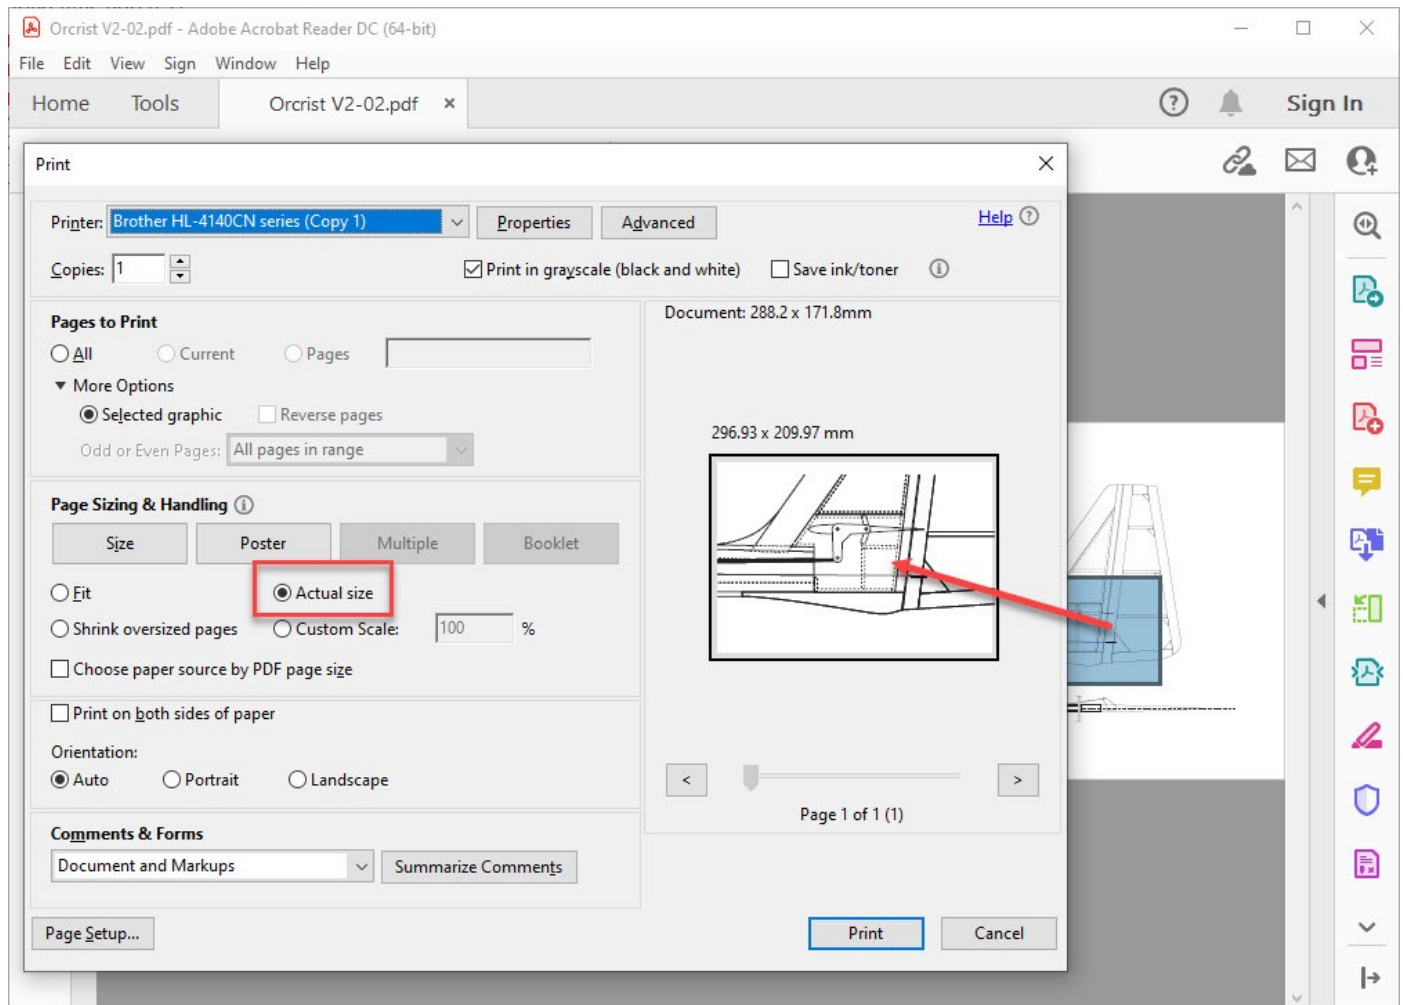 Orcrist V2-02.pdf - Adobe Acrobat Reader DC (64-bit)
File Edit View Sign Window Help
Home Tools Orcrist V2-02.pdf × Sign In
Print
Printer: Brother HL-4140CN series (Copy 1) Properties Advanced Help
Copies: 1 Print in grayscale (black and white) Save ink/toner
Pages to Print
All Current Pages
More Options
Selected graphic Reverse pages
Odd or Even Pages: All pages in range
Page Sizing & Handling
Size Poster Multiple Booklet
Fit Actual size
Shrink oversized pages Custom Scale: 100 %
Choose paper source by PDF page size
Print on both sides of paper
Orientation:
Auto Portrait Landscape
Comments & Forms
Document and Markups Summarize Comments
Document: 288.2 x 171.8mm
296.93 x 209.97 mm
< >
Page 1 of 1 (1)
Page Setup... Print Cancel